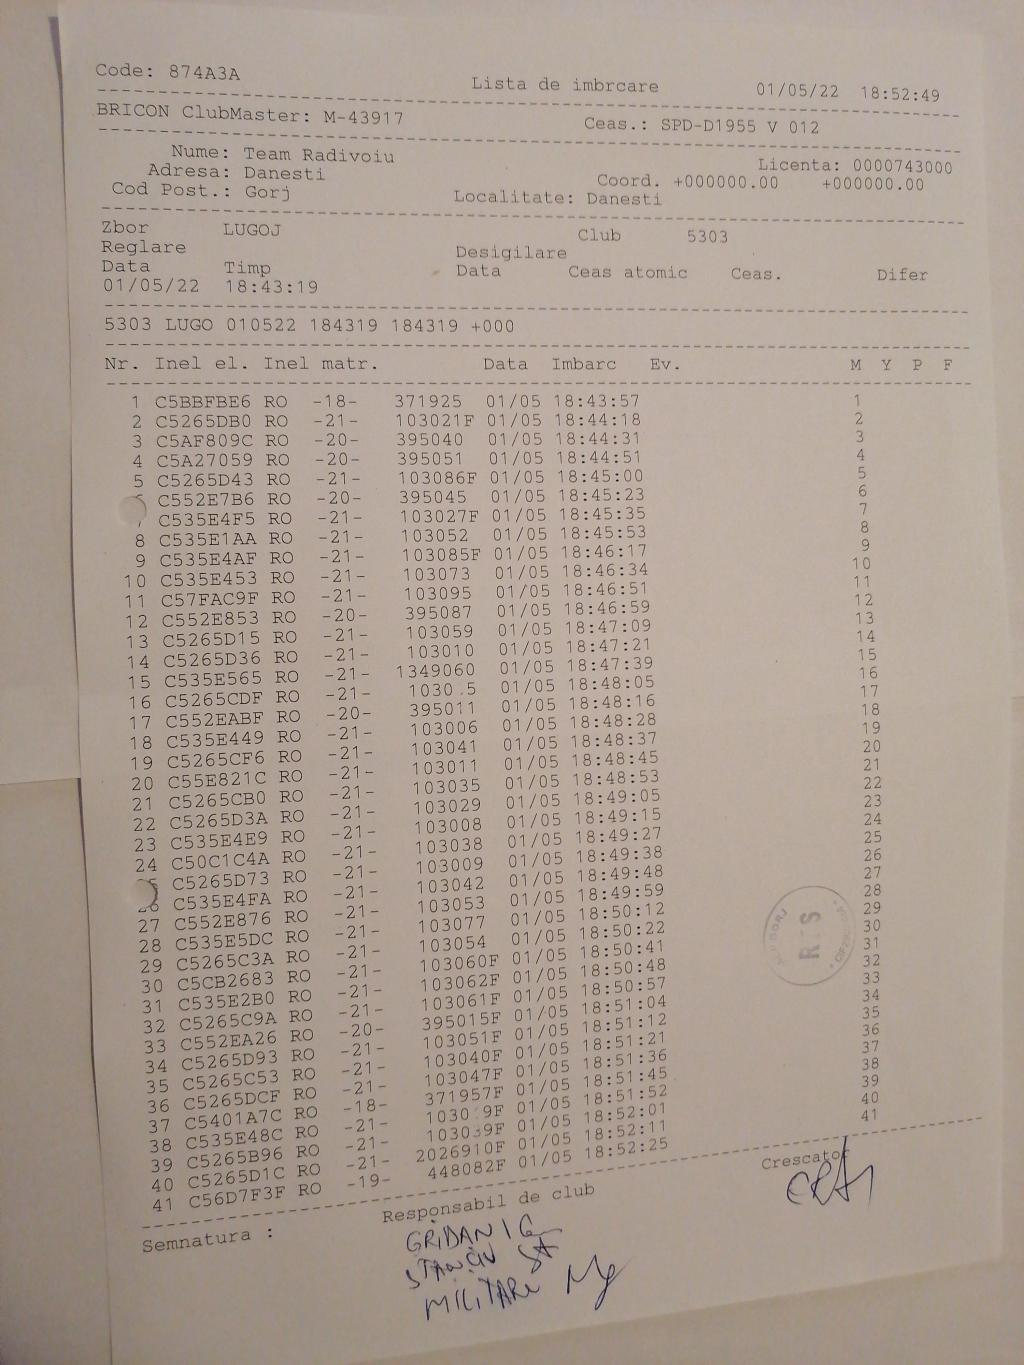 Code: 874A3A
Lista de imbrcare 01/05/22 18:52:49
BRICON ClubMaster: M-43917 Ceas.: SPD-D1955 V 012
Nume: Team Radivoiu Licenta: 0000743000
Adresa: Danesti Coord. +000000.00 +000000.00
Cod Post.: Gorj Localitate: Danesti
Zbor LUGOJ Club 5303
Reglare Desigilare
Data Timp Data Ceas atomic Ceas. Difer
01/05/22 18:43:19
5303 LUGO 010522 184319 184319 +000
Nr. Inel el. Inel matr. Data Imbarc Ev. M Y P F
1 C5BBFBE6 RO -18- 371925 01/05 18:43:57 1
2 C5265DB0 RO -21- 103021F 01/05 18:44:18 2
3 C5AF809C RO -20- 395040 01/05 18:44:31 3
4 C5A27059 RO -20- 395051 01/05 18:44:51 4
5 C5265D43 RO -21- 103086F 01/05 18:45:00 5
C552E7B6 RO -20- 395045 01/05 18:45:23 6
C535E4F5 RO -21- 103027F 01/05 18:45:35 7
8 C535E1AA RO -21- 103052 01/05 18:45:53 8
9 C535E4AF RO -21- 103085F 01/05 18:46:17 9
10 C535E453 RO -21- 103073 01/05 18:46:34 10
11 C57FAC9F RO -21- 103095 01/05 18:46:51 11
12 C552E853 RO -20- 395087 01/05 18:46:59 12
13 C5265D15 RO -21- 103059 01/05 18:47:09 13
14 C5265D36 RO -21- 103010 01/05 18:47:21 14
15 C535E565 RO -21- 1349060 01/05 18:47:39 15
16 C5265CDF RO -21- 01/05 18:48:05 16
17 C552EABF RO -20- 395011 01/05 18:48:16 17
18 C535E449 RO -21- 103006 01/05 18:48:28 18
19 C5265CF6 RO -21- 103041 01/05 18:48:37 19
20 C55E821C RO -21- 103011 01/05 18:48:45 20
21 C5265CB0 RO -21- 103035 01/05 18:48:53 21
22 C5265D3A RO -21- 103029 01/05 18:49:05 22
23 C535E4E9 RO -21- 103008 01/05 18:49:15 23
24 C50C1C4A RO -21- 103038 01/05 18:49:27 24
C5265D73 RO -21- 103009 01/05 18:49:38 25
C535E4FA RO -21- 103042 01/05 18:49:48 26
27 C552E876 RO -21- 103053 01/05 18:49:59 27
28 C535E5DC RO -21- 103077 01/05 18:50:12 28
29 C5265C3A RO -21- 103054 01/05 18:50:22 29
30 C5CB2683 RO -21- 103060F 01/05 18:50:41 30
31 C535E2B0 RO -21- 103062F 01/05 18:50:48 31
32 C5265C9A RO -21- 103061F 01/05 18:50:57 32
33 C552EA26 RO -20- 395015F 01/05 18:51:04 33
34 C5265D93 RO -21- 103051F 01/05 18:51:12 34
35 C5265C53 RO -21- 103040F 01/05 18:51:21 35
36 C5265DCF RO -21- 103047F 01/05 18:51:36 36
37 C5401A7C RO -18- 371957F 01/05 18:51:45 37
38 C535E48C RO -21- 01/05 18:51:52 38
39 C5265B96 RO -21- 01/05 18:52:01 39
40 C5265D1C RO -21- 2026910F 01/05 18:52:11 40
41 C56D7F3F RO -19- 448082F 01/05 18:52:25 41
Semnatura : Responsabil de club Crescator
GRIDAN I
STANCIU
MILITARU